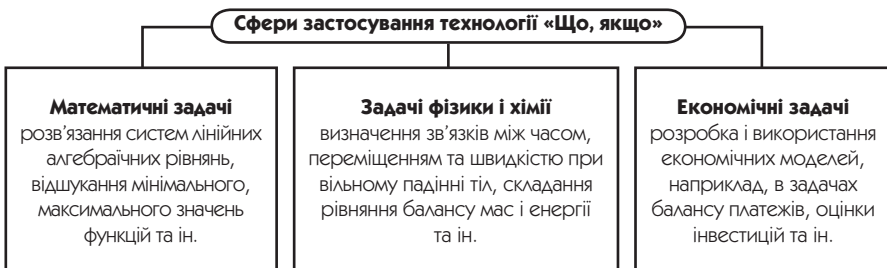 Сфери застосування технології «Що, якщо»
Математичні задачі
розв’язання систем лінійних
алгебраїчних рівнянь,
відшукання мінімального,
максимального значень
функцій та ін.
Задачі фізики і хімії
визначення зв’язків між часом,
переміщенням та швидкістю при
вільному падінні тіл, складання
рівняння балансу мас і енергії
та ін.
Економічні задачі
розробка і використання
економічних моделей,
наприклад, в задачах
балансу платежів, оцінки
інвестицій та ін.